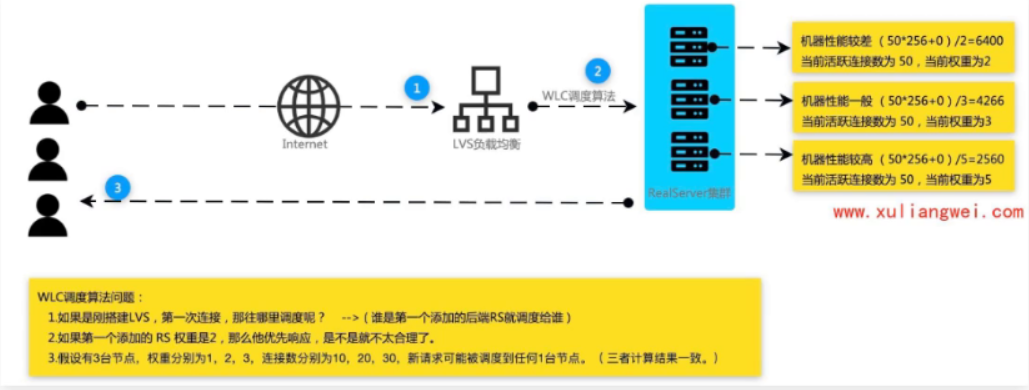 1
2
3
Internet
LVS负载均衡
WLC调度算法
RealServer集群
机器性能较差（50*256+0）/2=6400
当前活跃连接数为 50，当前权重为2
机器性能一般（50*256+0）/3=4266
当前活跃连接数为 50，当前权重为3
机器性能较高（50*256+0）/5=2560
当前活跃连接数为 50，当前权重为5
www.xuliangwei.com
WLC调度算法问题：
1.如果是刚搭建LVS，第一次连接，那往哪里调度呢？ -->（谁是第一个添加的后端RS就调度给谁）
2.如果第一个添加的 RS 权重是2，那么他优先响应，是不是就不太合理了。
3.假设有3台节点，权重分别为1，2，3，连接数分别为10，20，30，新请求可能被调度到任何1台节点。（三者计算结果一致。）